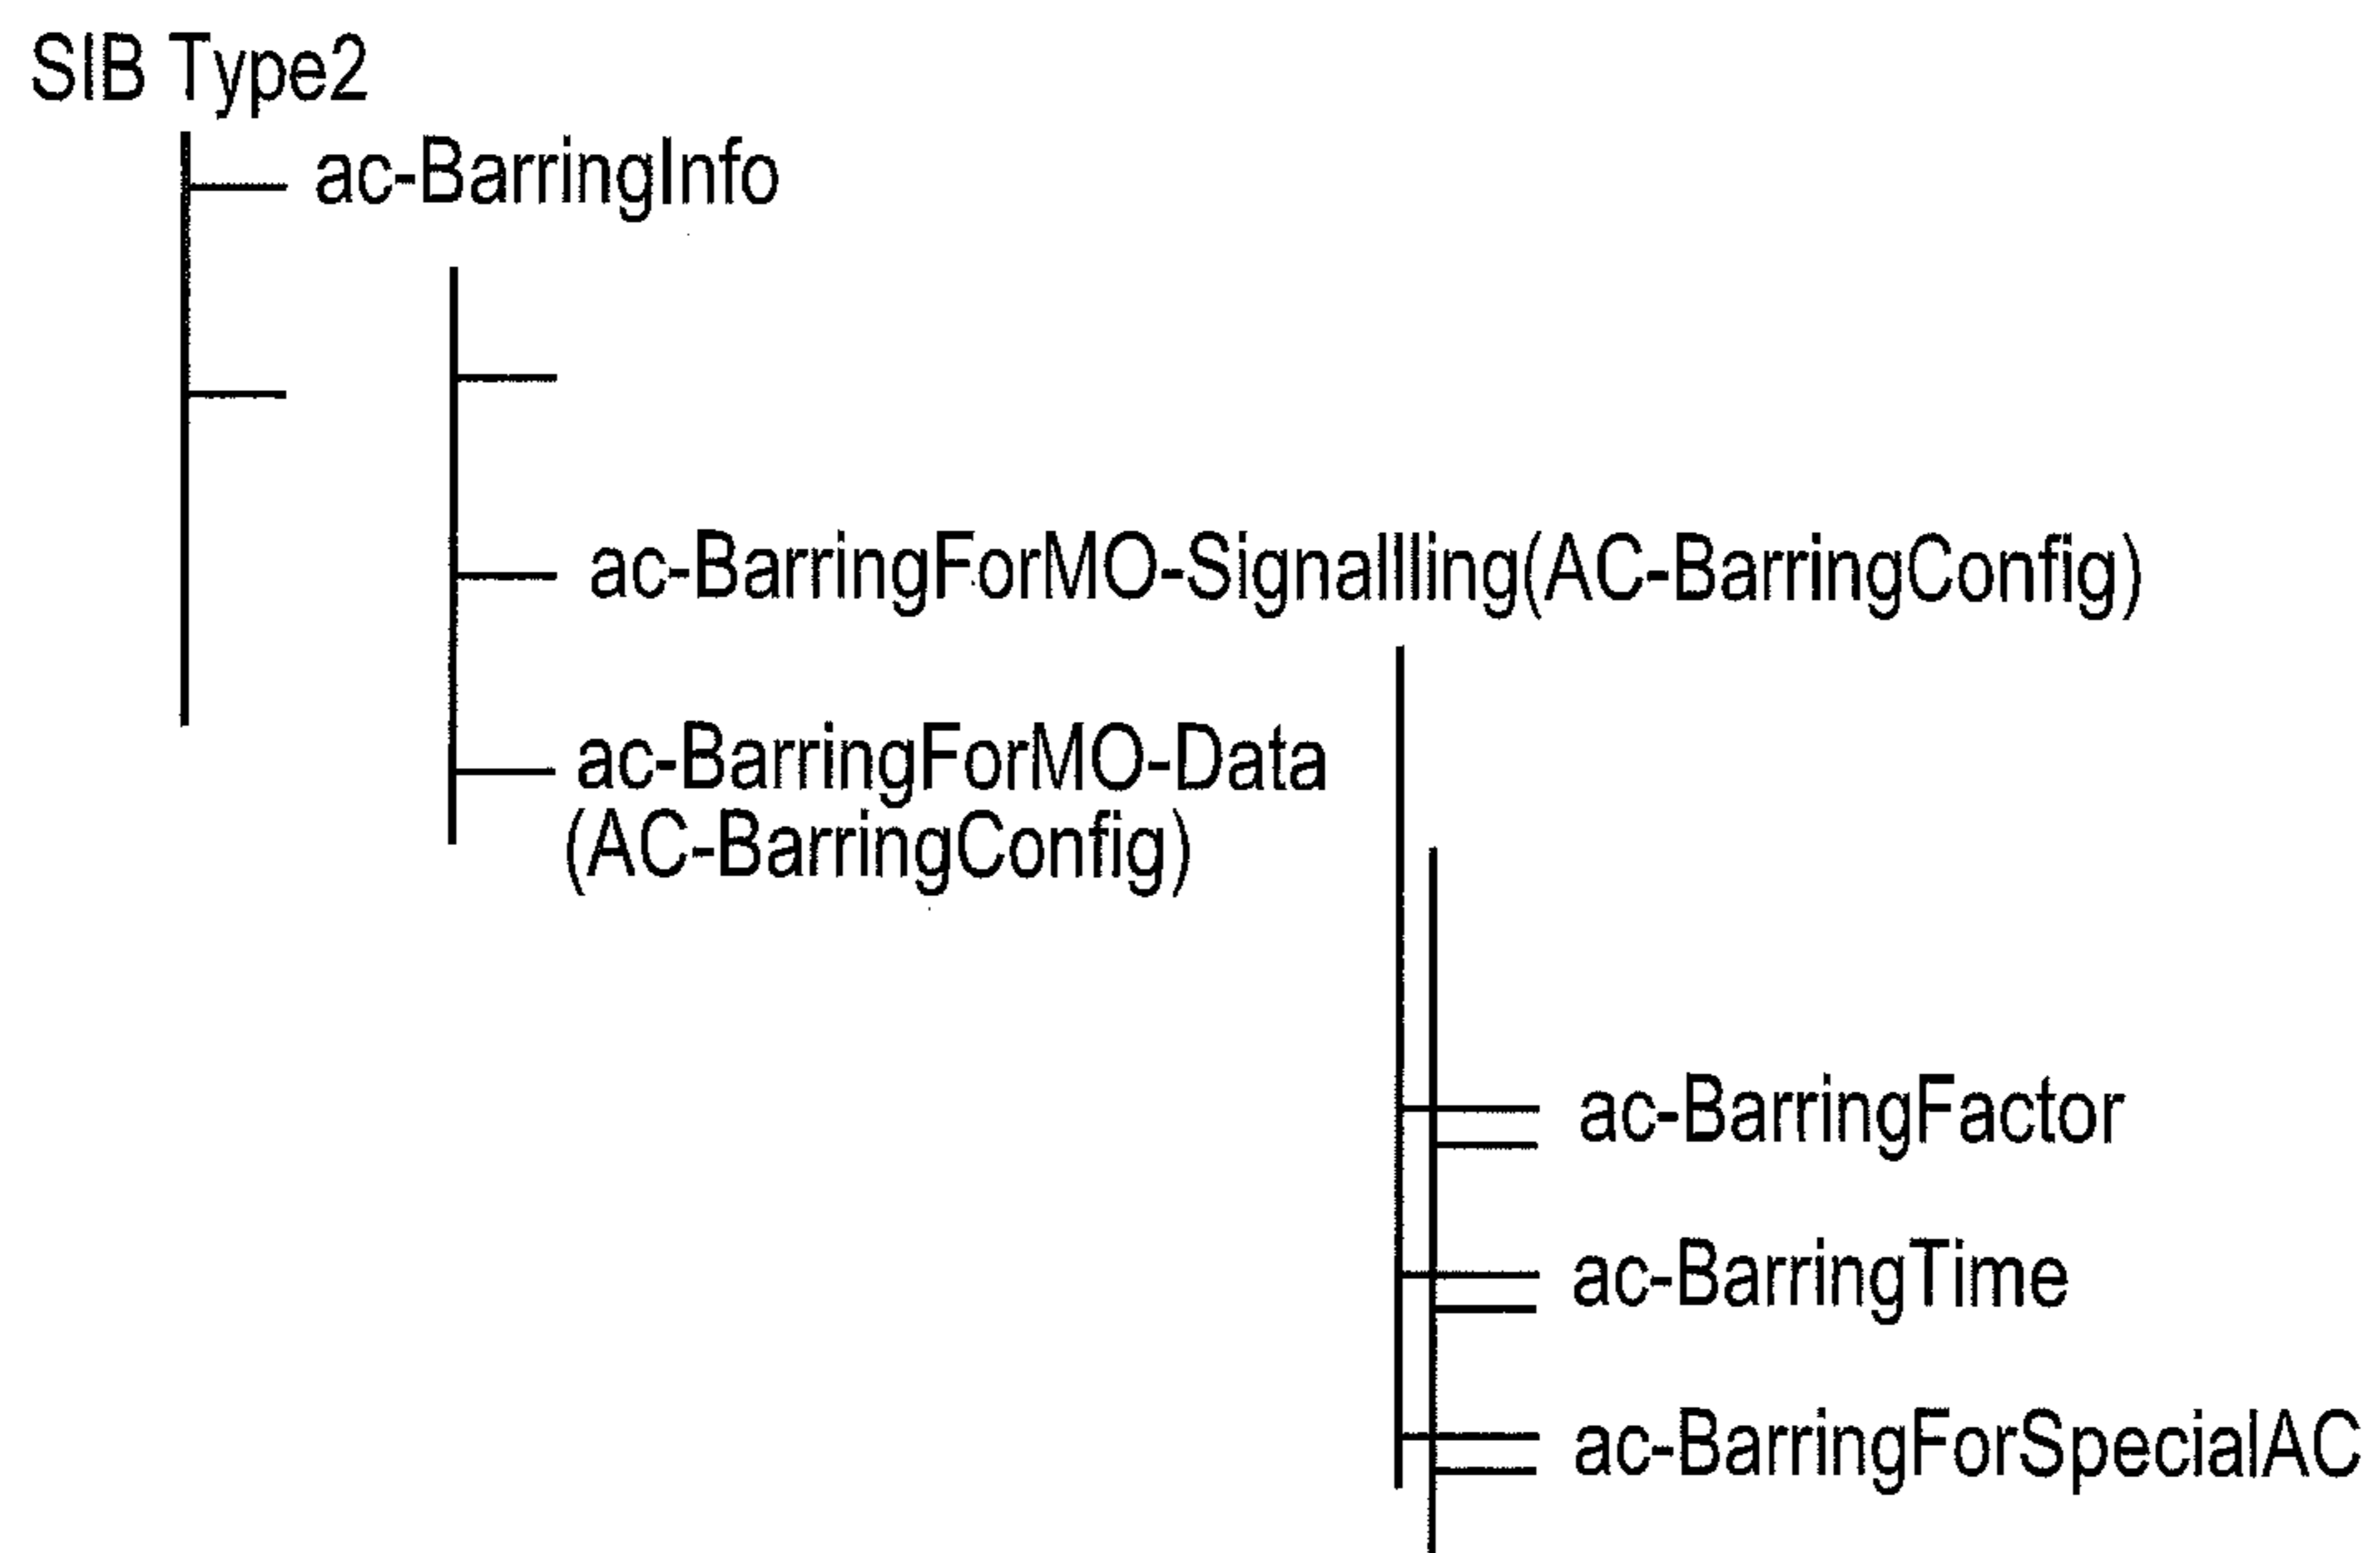 SIB Type2
ac-BarringInfo
ac-BarringForMO-Signallling(AC-BarringConfig)
ac-BarringForMO-Data
(AC-BarringConfig)
ac-BarringFactor
ac-BarringTime
ac-BarringForSpecialAC